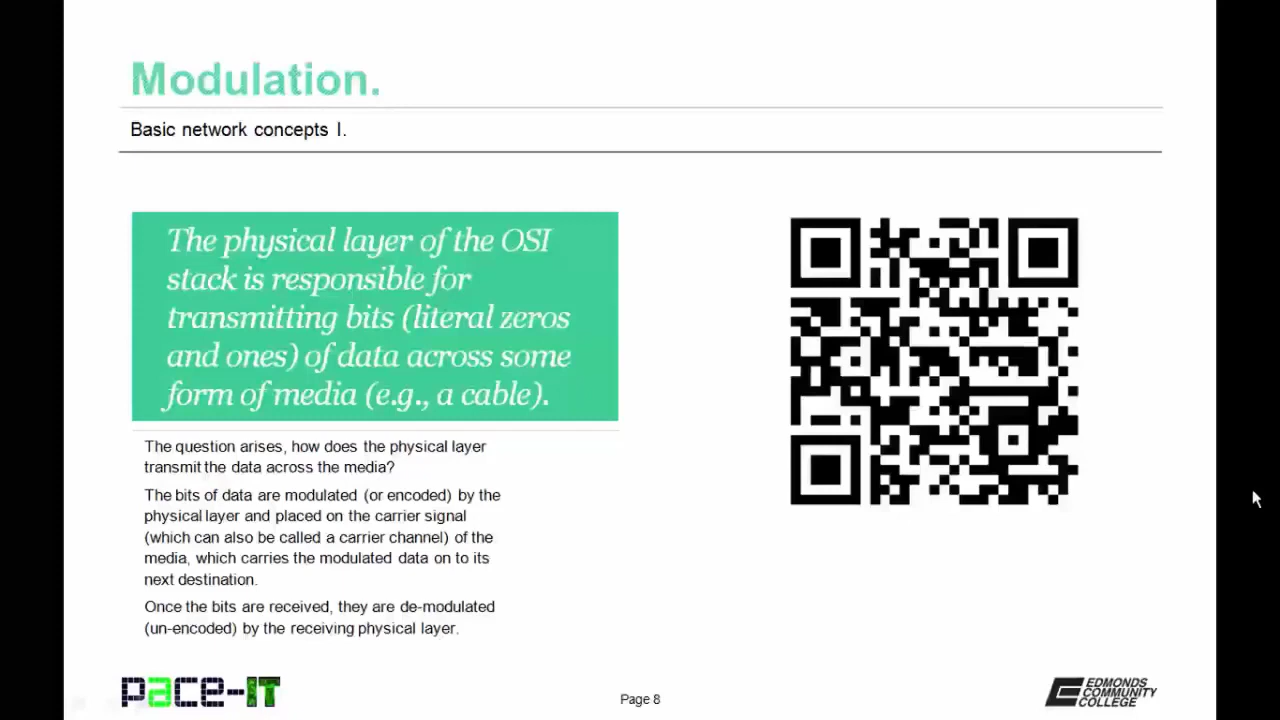 Modulation.
Basic network concepts I.
The physical layer of the OSI
stack is responsible for
transmitting bits (literal zeros
and ones) of data across some
form of media (e.g., a cable).
The question arises, how does the physical layer
transmit the data across the media?
The bits of data are modulated (or encoded) by the
physical layer and placed on the carrier signal
(which can also be called a carrier channel) of the
media, which carries the modulated data on to its
next destination.
Once the bits are received, they are de-modulated
(un-encoded) by the receiving physical layer.
pace-IT
Page 8
EDMONDS
COMMUNITY
COLLEGE